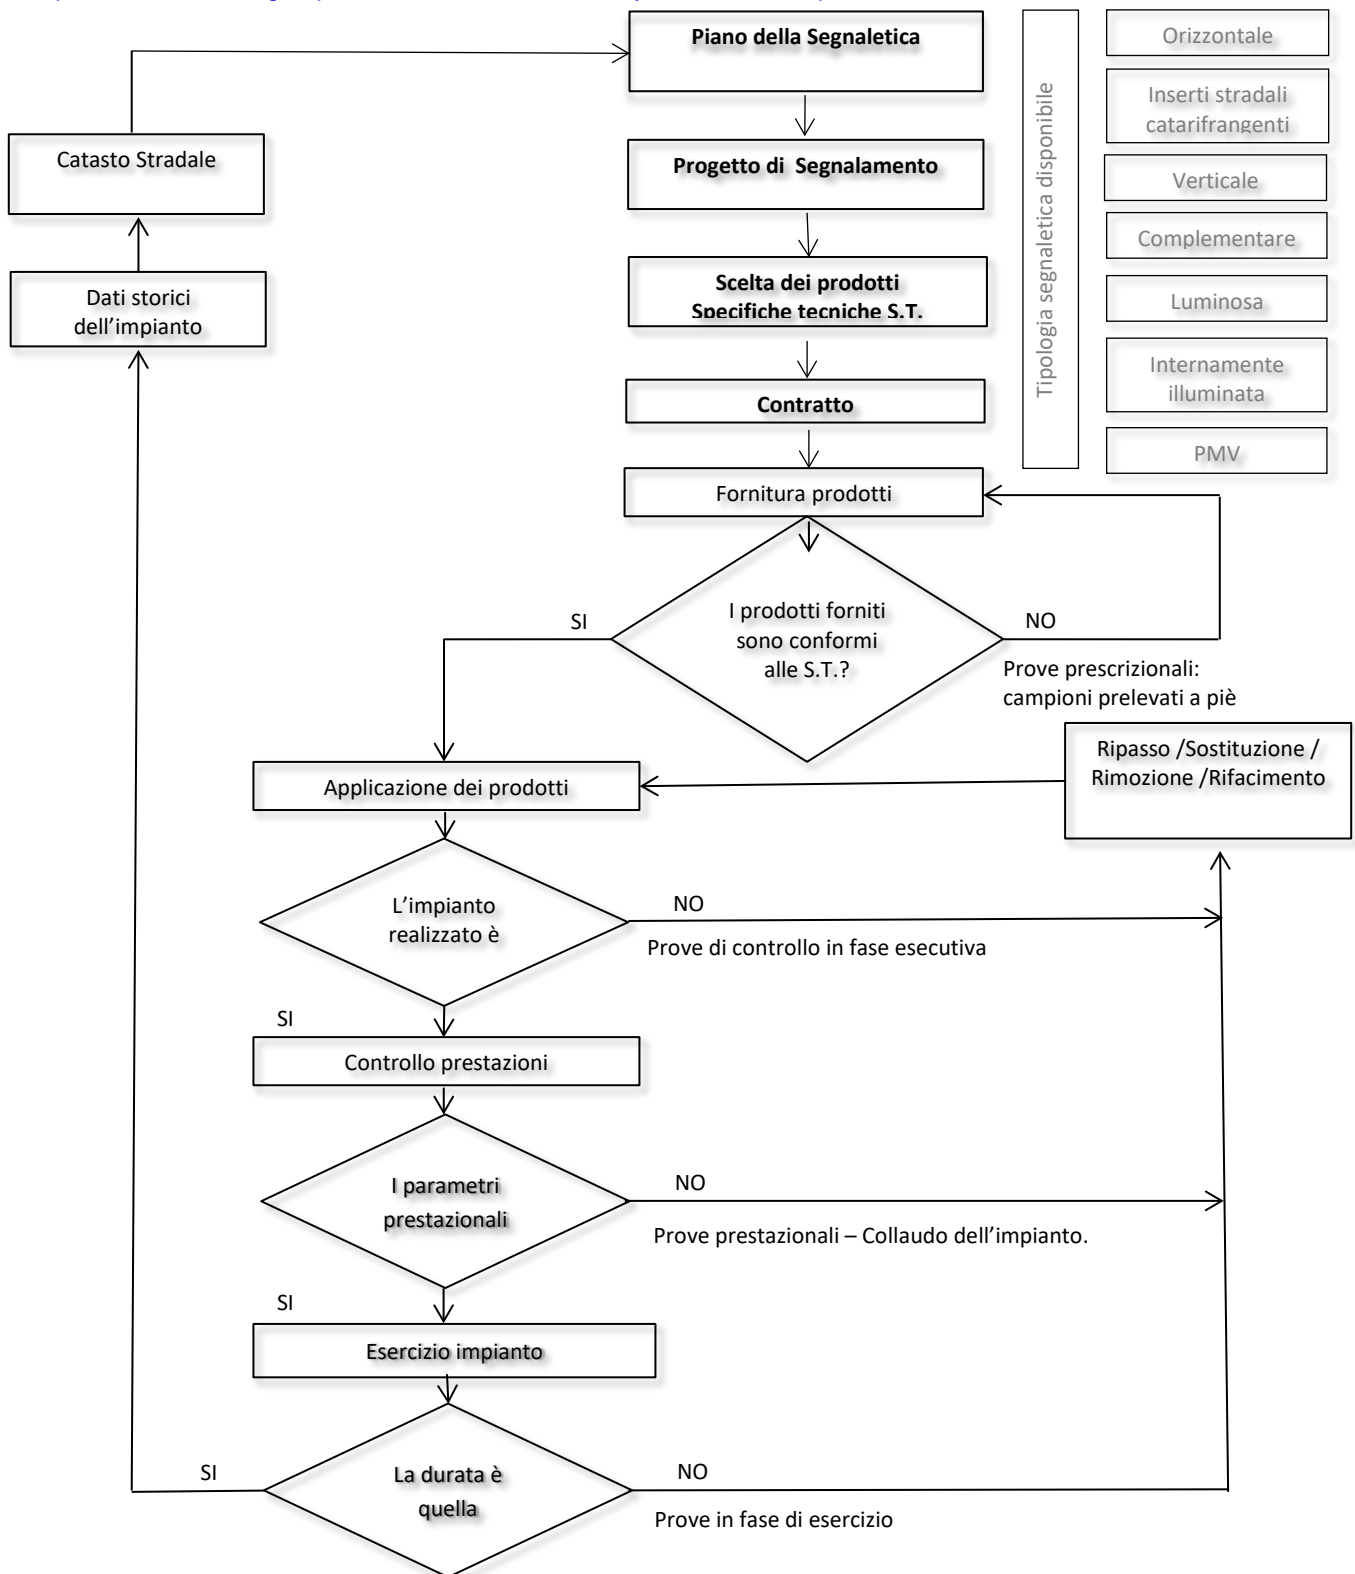 Piano della Segnaletica
Orizzontale
Inserti stradali
catarifrangenti
Tipologia segnaletica disponibile
Catasto Stradale
Progetto di Segnalamento
Verticale
Complementare
Dati storici
dell’impianto
Scelta dei prodotti
Specifiche tecniche S.T.
Luminosa
Internamente
illuminata
Contratto
PMV
Fornitura prodotti
SI
I prodotti forniti
sono conformi
alle S.T.?
NO
Prove prescrizionali:
campioni prelevati a piè
Ripasso /Sostituzione /
Rimozione /Rifacimento
Applicazione dei prodotti
L’impianto
realizzato è
NO
Prove di controllo in fase esecutiva
SI
Controllo prestazioni
I parametri
prestazionali
NO
Prove prestazionali – Collaudo dell’impianto.
SI
Esercizio impianto
SI
La durata è
quella
NO
Prove in fase di esercizio